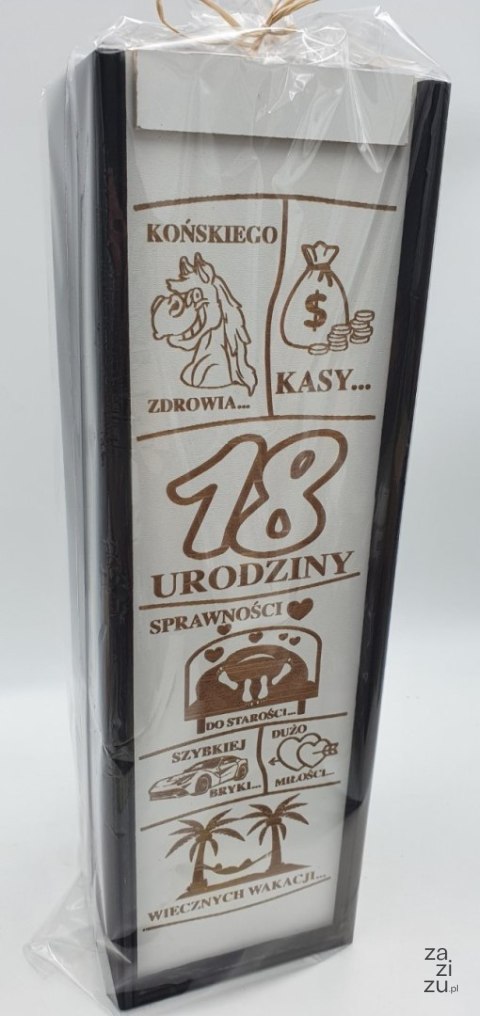 KOŃSKIEGO
ZDROWIA...
$
KASY...
18
URODZINY
SPRAWNOŚCI
DO STAROŚCI...
SZYBKIEJ
BRYKI...
DUŻO
MIŁOŚCI...
WIECZNYCH WAKACJI...
za
zi
zu.pl